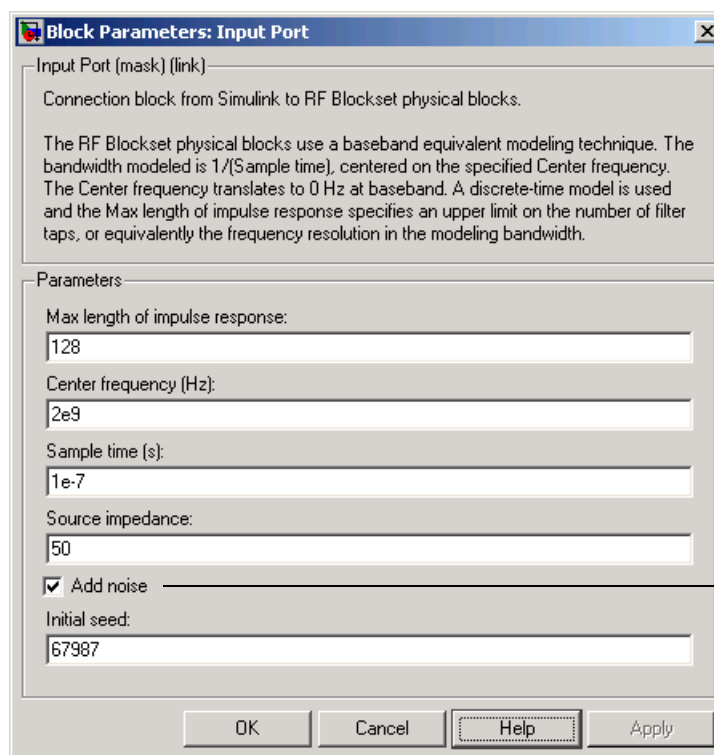 Block Parameters: Input Port
Input Port (mask) (link)
Connection block from Simulink to RF Blockset physical blocks.
The RF Blockset physical blocks use a baseband equivalent modeling technique. The
bandwidth modeled is 1/(Sample time), centered on the specified Center frequency.
The Center frequency translates to 0 Hz at baseband. A discrete-time model is used
and the Max length of impulse response specifies an upper limit on the number of filter
taps, or equivalently the frequency resolution in the modeling bandwidth.
Parameters
Max length of impulse response:
128
Center frequency (Hz):
2e9
Sample time (s):
1e-7
Source impedance:
50
Add noise
Initial seed:
67987
OK Cancel Help Apply